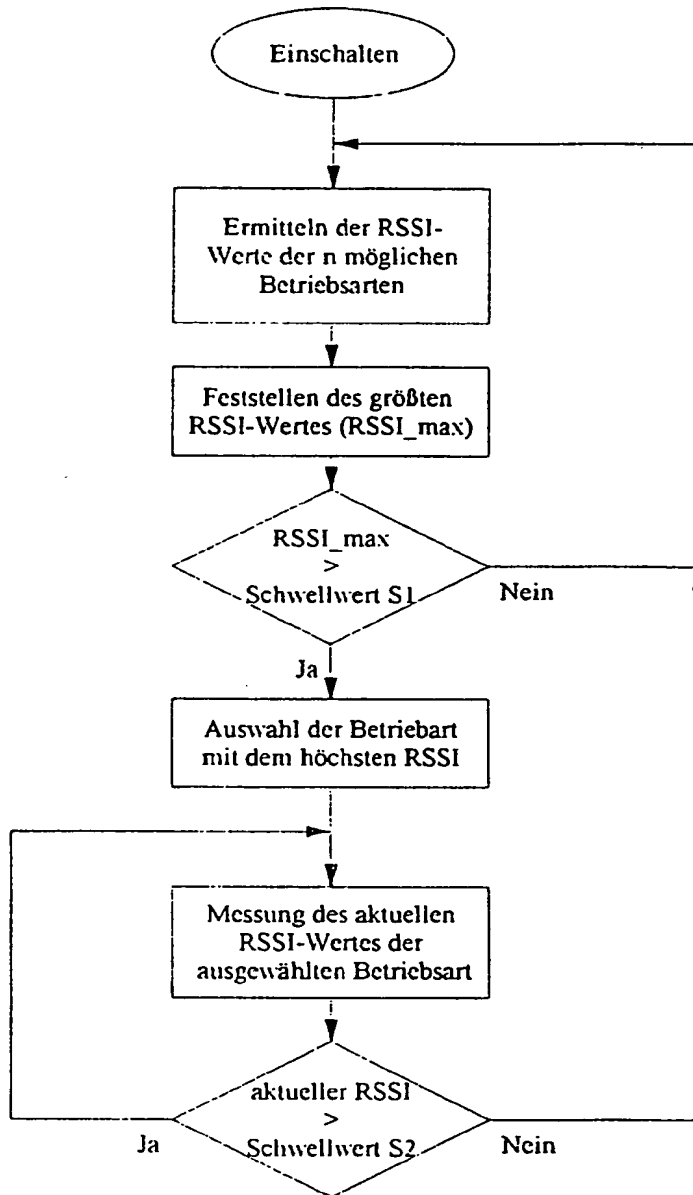 Einschalten
Ermitteln der RSSI-
Werte der n möglichen
Betriebsarten
Feststellen des größten
RSSI-Wertes (RSSI_max)
RSSI_max
>
Schwellwert S1
Nein
Ja
Auswahl der Betriebart
mit dem höchsten RSSI
Messung des aktuellen
RSSI-Wertes der
ausgewählten Betriebsart
aktueller RSSI
>
Schwellwert S2
Ja
Nein